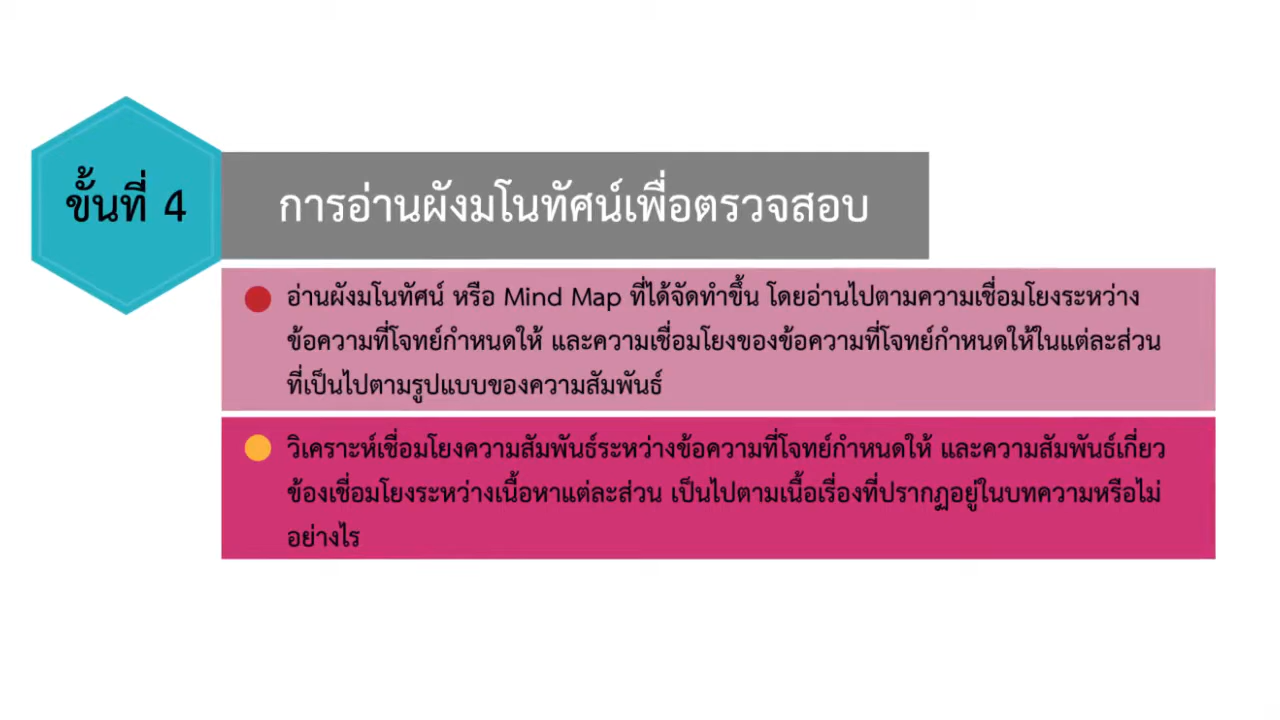 ขั้นที่ 4
การอ่านผังมโนทัศน์เพื่อตรวจสอบ
อ่านผังมโนทัศน์ หรือ Mind Map ที่ได้จัดทำขึ้น โดยอ่านไปตามความเชื่อมโยงระหว่าง
ข้อความที่โจทย์กำหนดให้ และความเชื่อมโยงของข้อความที่โจทย์กำหนดให้ในแต่ละส่วน
ที่เป็นไปตามรูปแบบของความสัมพันธ์
วิเคราะห์เชื่อมโยงความสัมพันธ์ระหว่างข้อความที่โจทย์กำหนดให้ และความสัมพันธ์เกี่ยว
ข้องเชื่อมโยงระหว่างเนื้อหาแต่ละส่วน เป็นไปตามเนื้อเรื่องที่ปรากฏอยู่ในบทความหรือไม่
อย่างไร